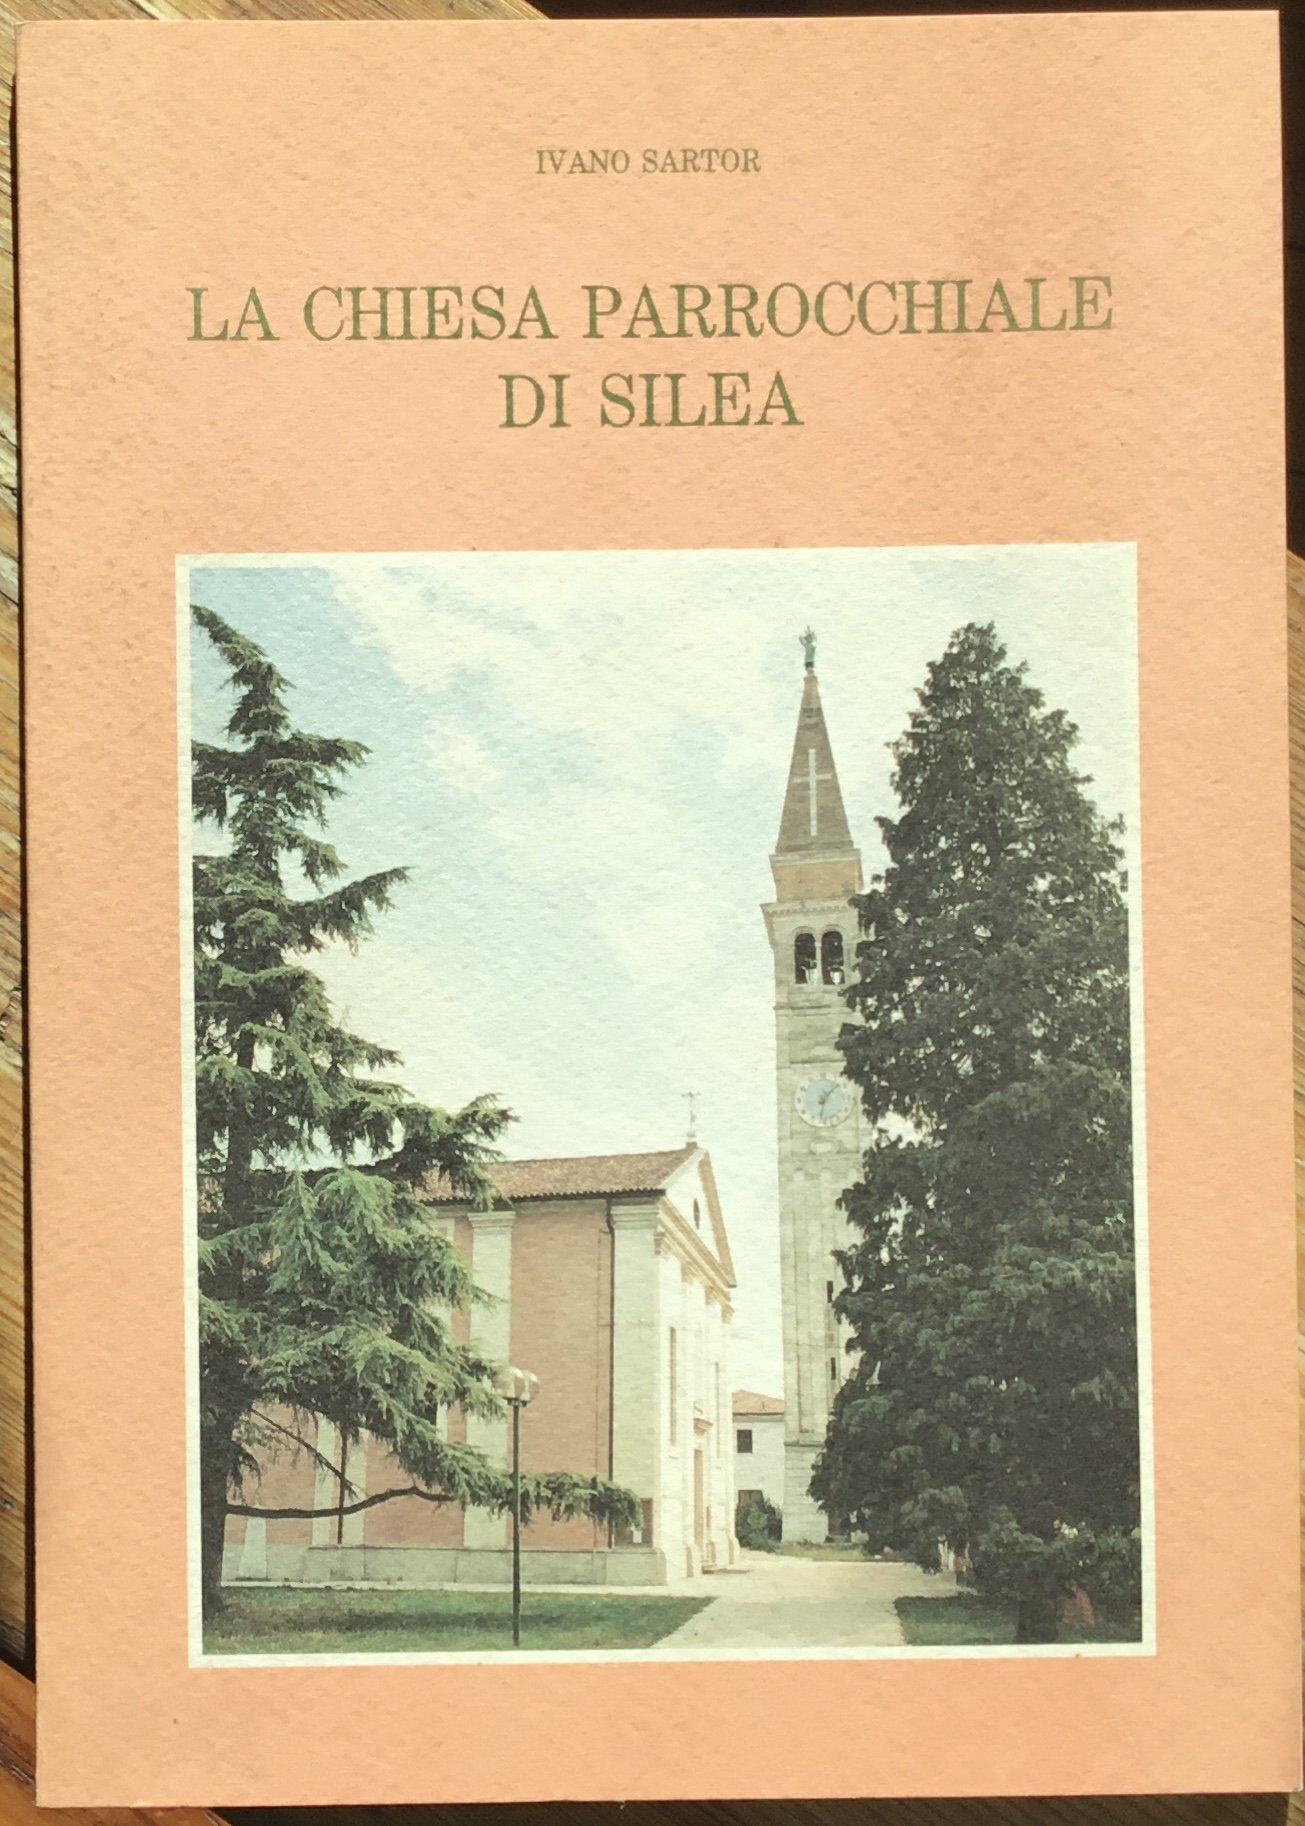 IVANO SARTOR
LA CHIESA PARROCCHIALE
DI SILEA